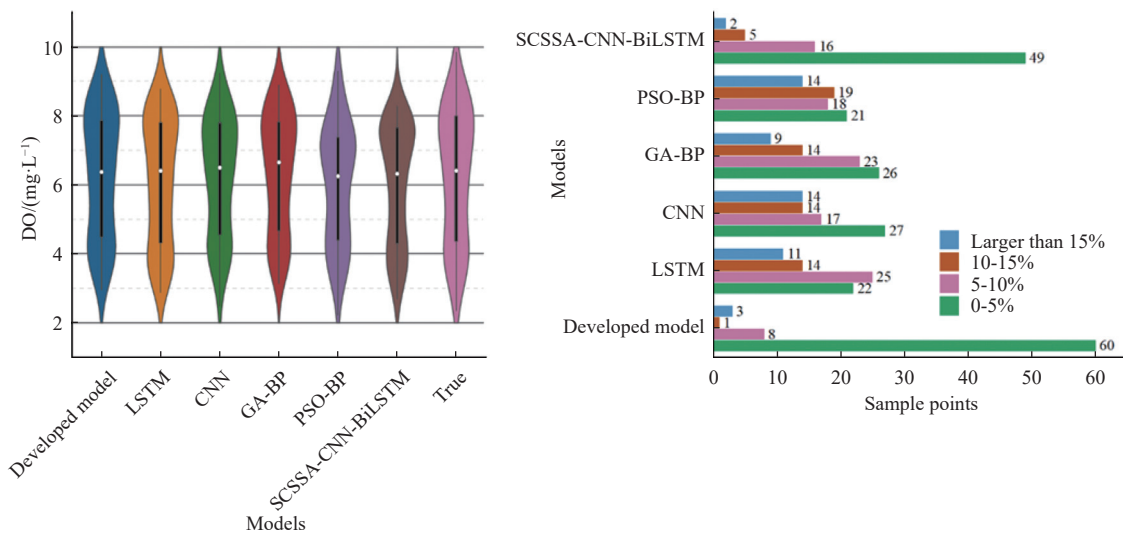 10
8
6
4
2
DO/(mg·L⁻¹)
Developed model
LSTM
CNN
GA-BP
PSO-BP
SCSSA-CNN-BiLSTM
True
Models
Models
SCSSA-CNN-BiLSTM
2
5
16
49
PSO-BP
14
19
18
21
GA-BP
9
14
23
26
CNN
14
14
17
27
LSTM
11
14
25
22
Developed model
3
1
8
60
Larger than 15%
10-15%
5-10%
0-5%
0
10
20
30
40
50
60
Sample points